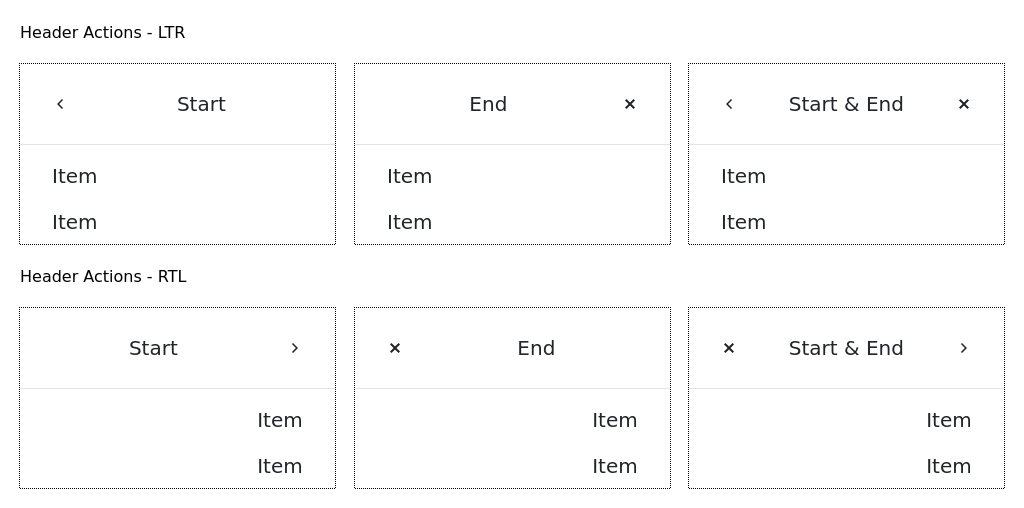 Header Actions - LTR
Start
Item
Item
End
Item
Item
Start & End
Item
Item
Header Actions - RTL
Start
Item
Item
End
Item
Item
Start & End
Item
Item